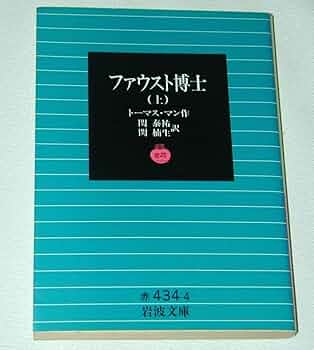 ファウスト博士
(上)
トーマス・マン作
関 泰祐
関 楠生 訳
赤 434-4
岩波文庫